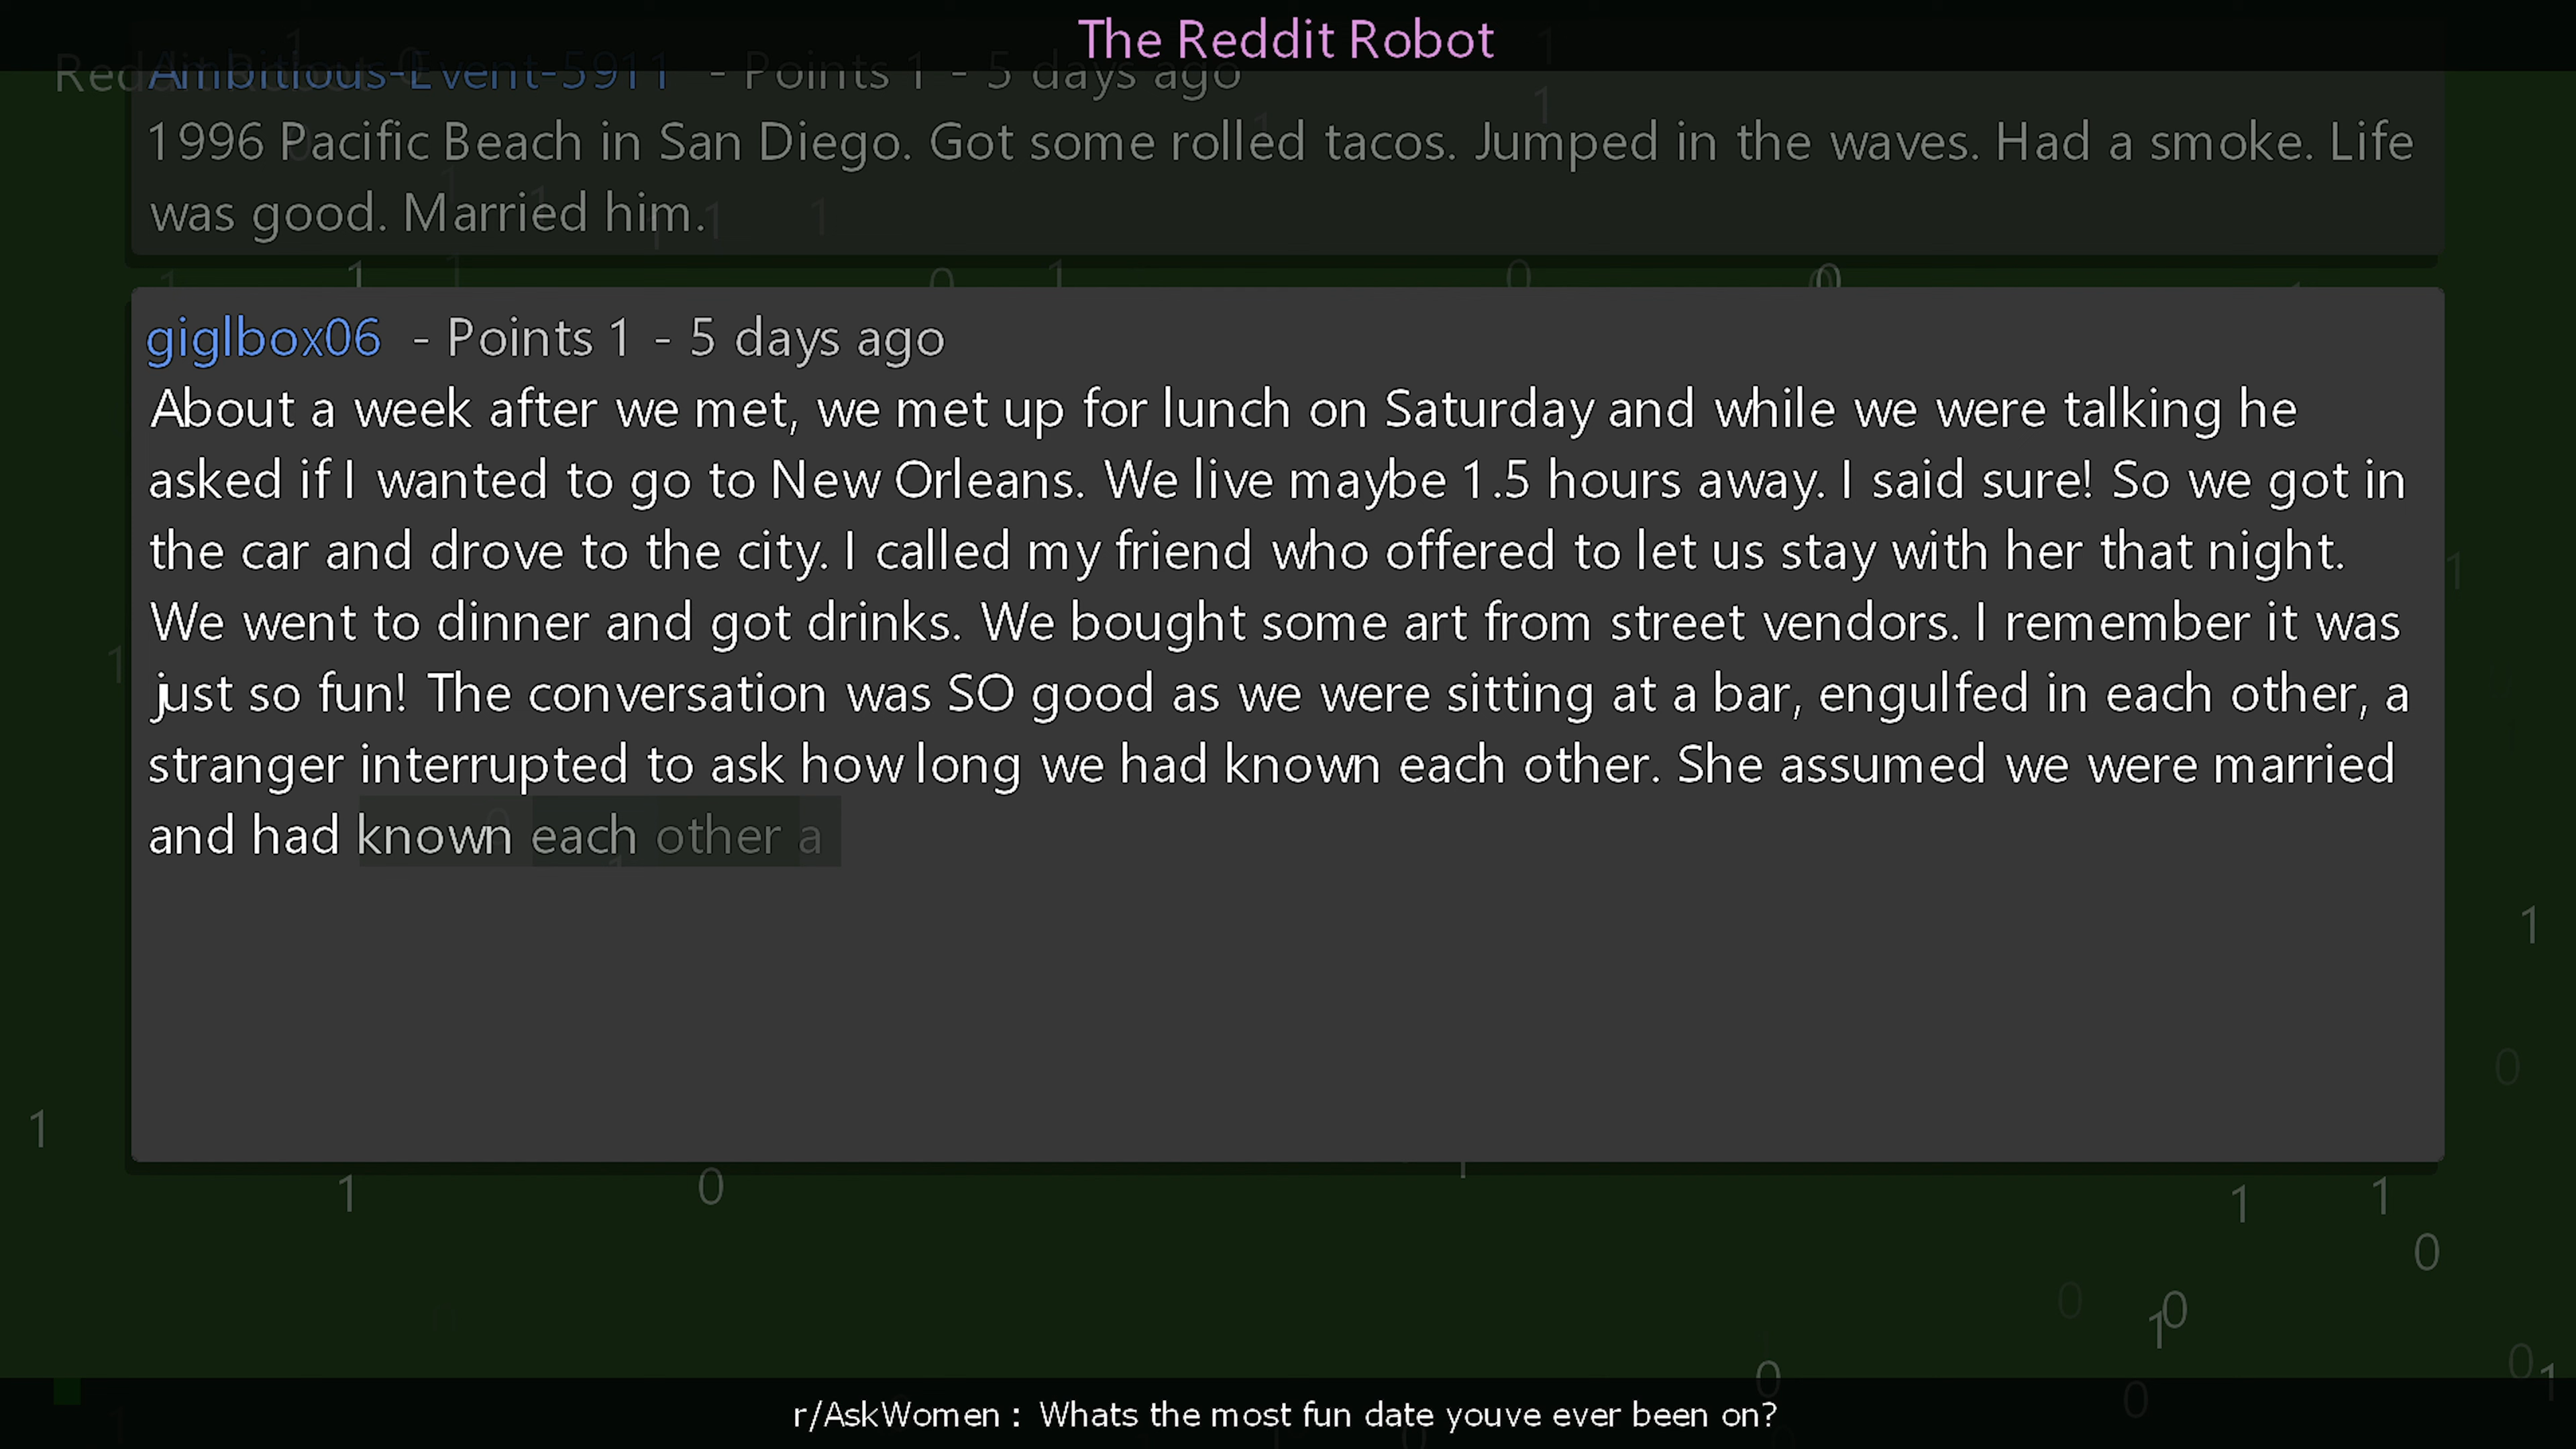 The Reddit Robot
Reddit Robot
Ambitious-Event-5911 - Points 1 - 5 days ago
1996 Pacific Beach in San Diego. Got some rolled tacos. Jumped in the waves. Had a smoke. Life
was good. Married him.
giglbox06 - Points 1 - 5 days ago
About a week after we met, we met up for lunch on Saturday and while we were talking he
asked if I wanted to go to New Orleans. We live maybe 1.5 hours away. I said sure! So we got in
the car and drove to the city. I called my friend who offered to let us stay with her that night.
We went to dinner and got drinks. We bought some art from street vendors. I remember it was
just so fun! The conversation was SO good as we were sitting at a bar, engulfed in each other, a
stranger interrupted to ask how long we had known each other. She assumed we were married
and had known each other a
r/AskWomen : Whats the most fun date youve ever been on?